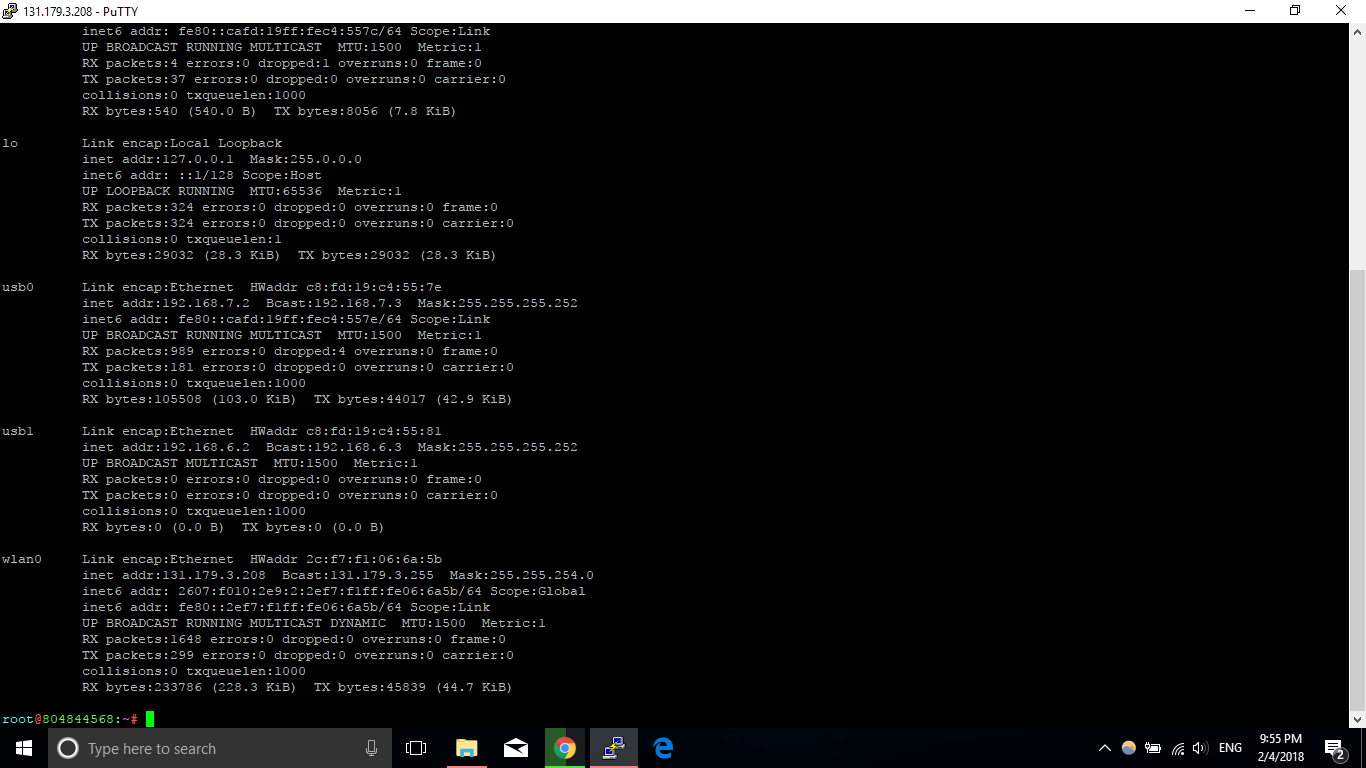 131.179.3.208 - PuTTY
inet6 addr: fe80::cafd:19ff:fec4:557c/64 Scope:Link
UP BROADCAST RUNNING MULTICAST  MTU:1500  Metric:1
RX packets:4 errors:0 dropped:1 overruns:0 frame:0
TX packets:37 errors:0 dropped:0 overruns:0 carrier:0
collisions:0 txqueuelen:1000
RX bytes:540 (540.0 B)  TX bytes:8056 (7.8 KiB)
lo        Link encap:Local Loopback
inet addr:127.0.0.1  Mask:255.0.0.0
inet6 addr: ::1/128 Scope:Host
UP LOOPBACK RUNNING  MTU:65536  Metric:1
RX packets:324 errors:0 dropped:0 overruns:0 frame:0
TX packets:324 errors:0 dropped:0 overruns:0 carrier:0
collisions:0 txqueuelen:1
RX bytes:29032 (28.3 KiB)  TX bytes:29032 (28.3 KiB)
usb0      Link encap:Ethernet  HWaddr c8:fd:19:c4:55:7e
inet addr:192.168.7.2  Bcast:192.168.7.3  Mask:255.255.255.252
inet6 addr: fe80::cafd:19ff:fec4:557e/64 Scope:Link
UP BROADCAST RUNNING MULTICAST  MTU:1500  Metric:1
RX packets:989 errors:0 dropped:4 overruns:0 frame:0
TX packets:181 errors:0 dropped:0 overruns:0 carrier:0
collisions:0 txqueuelen:1000
RX bytes:105508 (103.0 KiB)  TX bytes:44017 (42.9 KiB)
usb1      Link encap:Ethernet  HWaddr c8:fd:19:c4:55:81
inet addr:192.168.6.2  Bcast:192.168.6.3  Mask:255.255.255.252
UP BROADCAST MULTICAST  MTU:1500  Metric:1
RX packets:0 errors:0 dropped:0 overruns:0 frame:0
TX packets:0 errors:0 dropped:0 overruns:0 carrier:0
collisions:0 txqueuelen:1000
RX bytes:0 (0.0 B)  TX bytes:0 (0.0 B)
wlan0     Link encap:Ethernet  HWaddr 2c:f7:f1:06:6a:5b
inet addr:131.179.3.208  Bcast:131.179.3.255  Mask:255.255.254.0
inet6 addr: 2607:f010:2e9:2:2ef7:f1ff:fe06:6a5b/64 Scope:Global
inet6 addr: fe80::2ef7:f1ff:fe06:6a5b/64 Scope:Link
UP BROADCAST RUNNING MULTICAST DYNAMIC  MTU:1500  Metric:1
RX packets:1648 errors:0 dropped:0 overruns:0 frame:0
TX packets:299 errors:0 dropped:0 overruns:0 carrier:0
collisions:0 txqueuelen:1000
RX bytes:233786 (228.3 KiB)  TX bytes:45839 (44.7 KiB)
root@804844568:~#
Type here to search
ENG
9:55 PM
2/4/2018
2